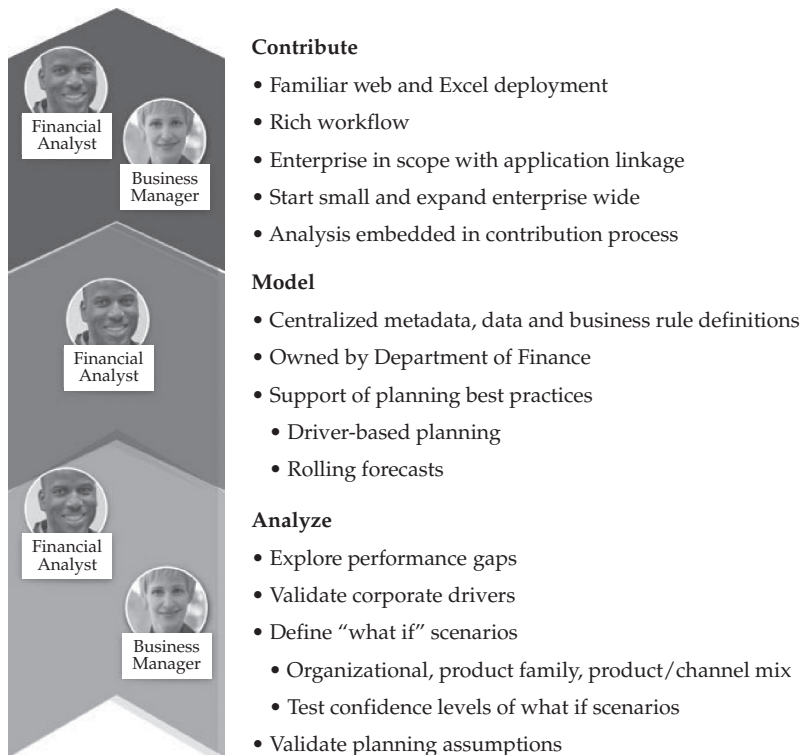 Financial
Analyst
Business
Manager
Contribute
• Familiar web and Excel deployment
• Rich workflow
• Enterprise in scope with application linkage
• Start small and expand enterprise wide
• Analysis embedded in contribution process
Financial
Analyst
Model
• Centralized metadata, data and business rule definitions
• Owned by Department of Finance
• Support of planning best practices
• Driver-based planning
• Rolling forecasts
Financial
Analyst
Business
Manager
Analyze
• Explore performance gaps
• Validate corporate drivers
• Define “what if” scenarios
• Organizational, product family, product/channel mix
• Test confidence levels of what if scenarios
• Validate planning assumptions